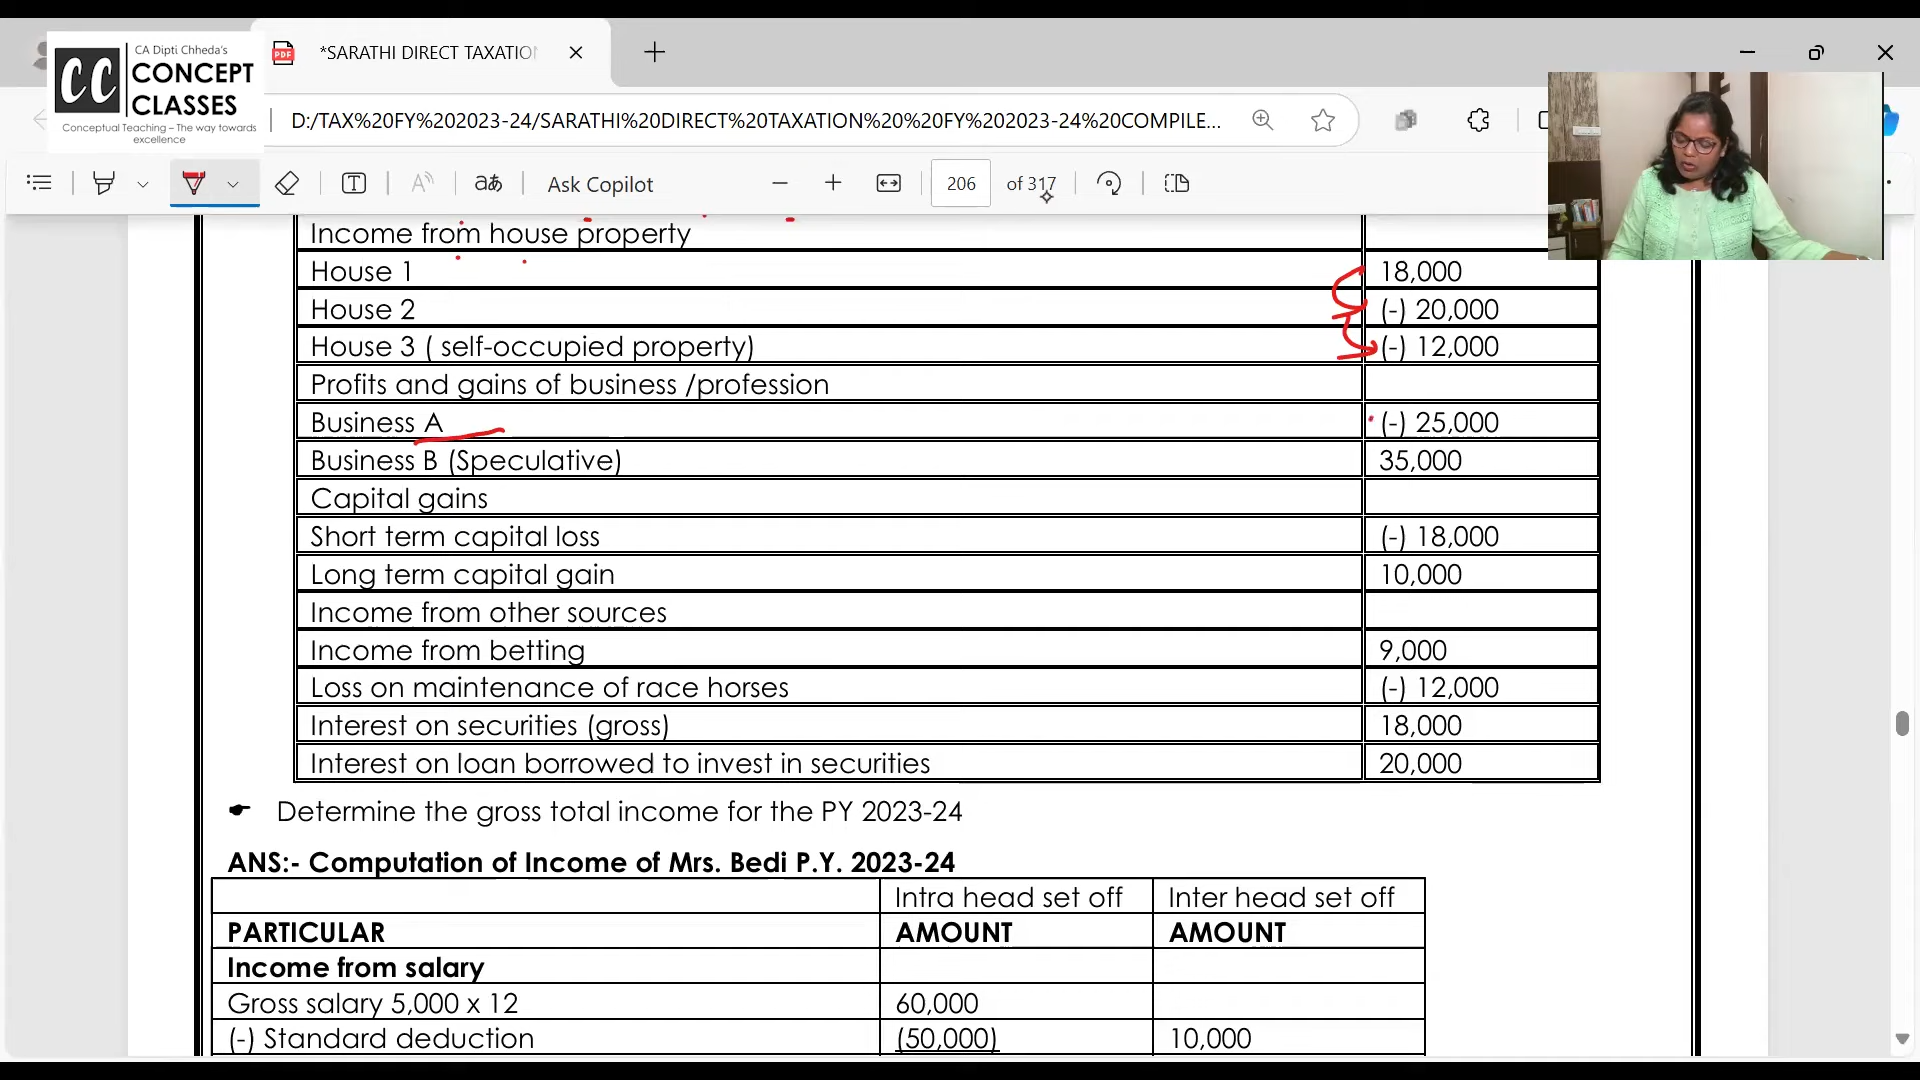 CC CA Dipti Chheda's
CONCEPT
CLASSES
Conceptual Teaching – The way towards
excellence
PDF *SARATHI DIRECT TAXATIO
D:/TAX%20FY%202023-24/SARATHI%20DIRECT%20TAXATION%20%20FY%202023-24%20COMPILE...
T A aあ Ask Copilot 206 of 317
Income from house property
House 1 18,000
House 2 (-) 20,000
House 3 ( self-occupied property) (-) 12,000
Profits and gains of business /profession
Business A (-) 25,000
Business B (Speculative) 35,000
Capital gains
Short term capital loss (-) 18,000
Long term capital gain 10,000
Income from other sources
Income from betting 9,000
Loss on maintenance of race horses (-) 12,000
Interest on securities (gross) 18,000
Interest on loan borrowed to invest in securities 20,000
Determine the gross total income for the PY 2023-24
ANS:- Computation of Income of Mrs. Bedi P.Y. 2023-24
Intra head set off Inter head set off
PARTICULAR AMOUNT AMOUNT
Income from salary
Gross salary 5,000 x 12 60,000
(-) Standard deduction (50,000) 10,000